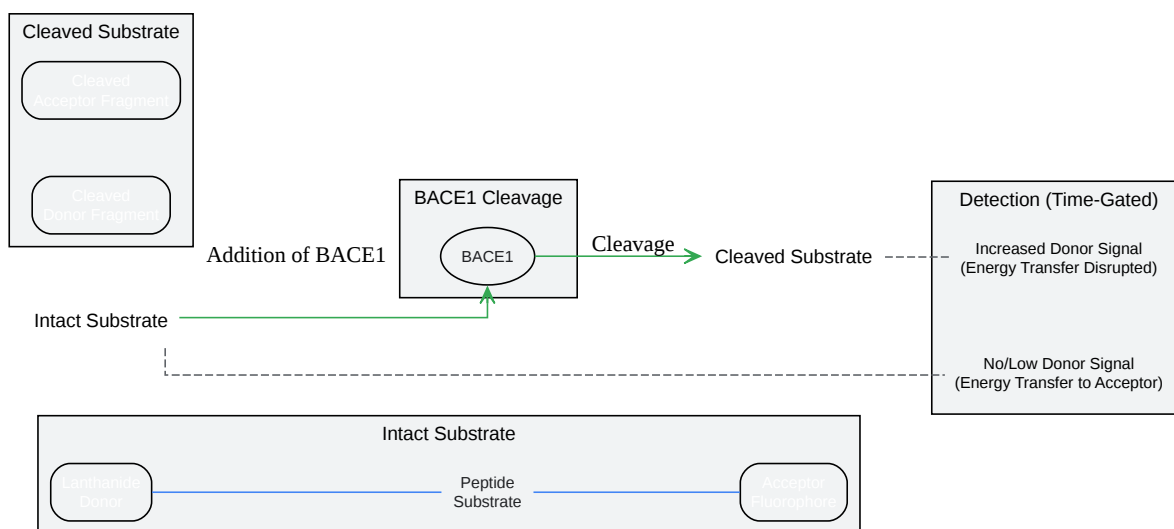 Cleaved Substrate
Cleaved
Acceptor Fragment
Cleaved
Donor Fragment
Addition of BACE1
Intact Substrate
BACE1 Cleavage
BACE1
Cleavage
Cleaved Substrate
Detection (Time-Gated)
Increased Donor Signal
(Energy Transfer Disrupted)
No/Low Donor Signal
(Energy Transfer to Acceptor)
Intact Substrate
Lanthanide
Donor
Peptide
Substrate
Acceptor
Fluorophore